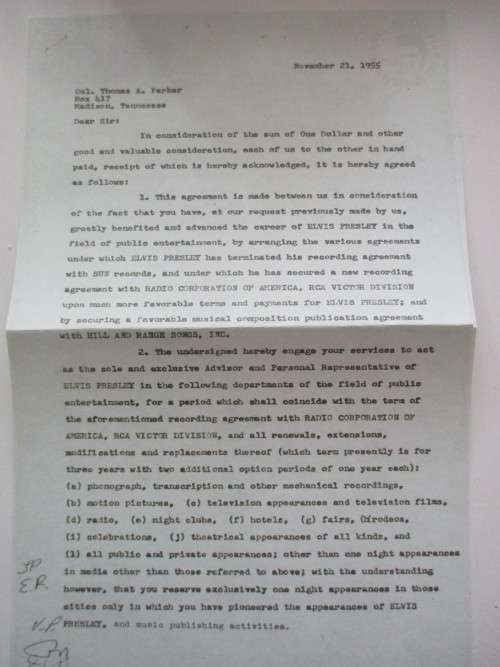 November 21, 1955
Col. Thomas A. Parker
Box 417
Madison, Tennessee
Dear Sir:
In consideration of the sum of One Dollar and other
good and valuable consideration, each of us to the other in hand
paid, receipt of which is hereby acknowledged, it is hereby agreed
as follows:
1. This agreement is made between us in consideration
of the fact that you have, at our request previously made by us,
greatly benefited and advanced the career of ELVIS PRESLEY in the
field of public entertainment, by arranging the various agreements
under which ELVIS PRESLEY has terminated his recording agreement
with SUN records, and under which he has secured a new recording
agreement with RADIO CORPORATION OF AMERICA, RCA VICTOR DIVISION
upon much more favorable terms and payments for ELVIS PRESLEY; and
by securing a favorable musical composition publication agreement
with HILL AND RANGE SONGS, INC.
2. The undersigned hereby engage your services to act
as the sole and exclusive Advisor and Personal Representative of
ELVIS PRESLEY in the following departments of the field of public
entertainment, for a period which shall coincide with the term of
the aforementioned recording agreement with RADIO CORPORATION OF
AMERICA, RCA VICTOR DIVISION, and all renewals, extensions,
modifications and replacements thereof (which term presently is for
three years with two additional option periods of one year each):
(a) phonograph, transcription and other mechanical recordings,
(b) motion pictures, (c) television appearances and television films,
(d) radio, (e) night clubs, (f) hotels, (g) fairs, (h)rodeos,
(i) celebrations, (j) theatrical appearances of all kinds, and
(l) all public and private appearances; other than one night appearances
in media other than those referred to above; with the understanding
however, that you reserve exclusively one night appearances in those
cities only in which you have pioneered the appearances of ELVIS
PRESLEY, and music publishing activities.
E.R.
V.P.